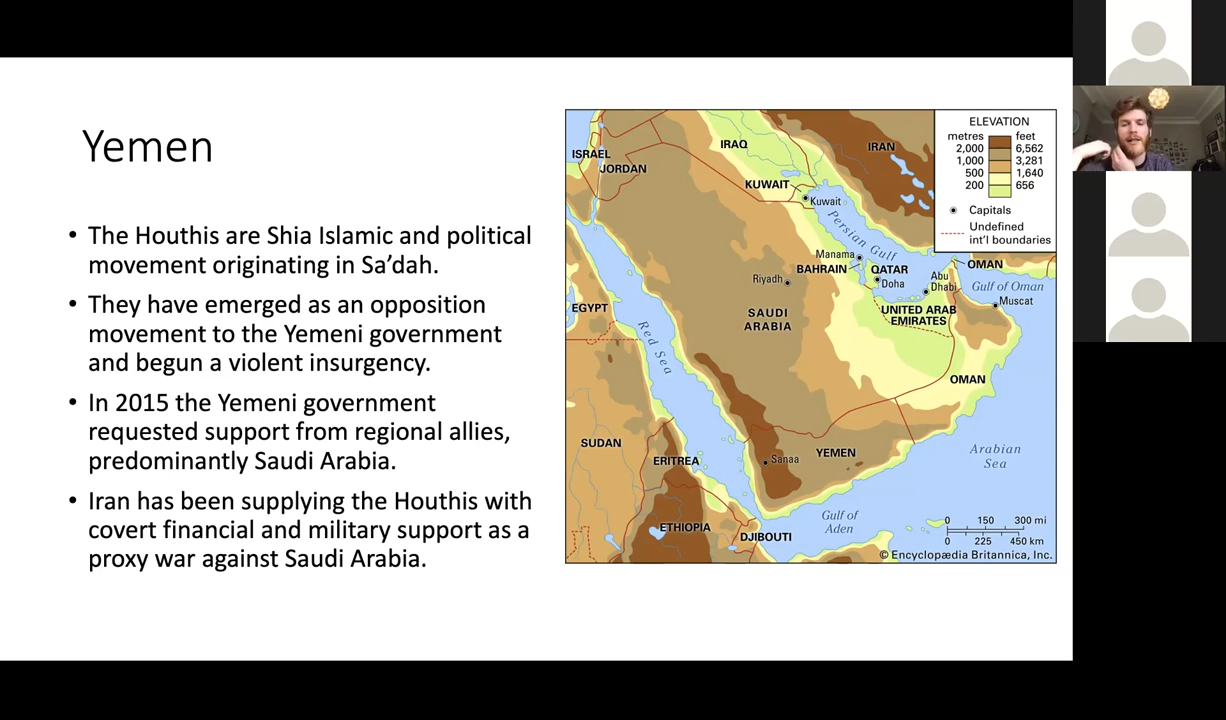 Yemen
• The Houthis are Shia Islamic and political
movement originating in Sa’dah.
• They have emerged as an opposition
movement to the Yemeni government
and begun a violent insurgency.
• In 2015 the Yemeni government
requested support from regional allies,
predominantly Saudi Arabia.
• Iran has been supplying the Houthis with
covert financial and military support as a
proxy war against Saudi Arabia.
ELEVATION
metres feet
2,000 6,562
1,000 3,281
500 1,640
200 656
Capitals
Undefined
int'l boundaries
ISRAEL
JORDAN
IRAQ
IRAN
KUWAIT
Kuwait
Persian Gulf
Manama
BAHRAIN
QATAR
Doha
Abu
Dhabi
OMAN
Gulf of Oman
Muscat
Riyadh
SAUDI
ARABIA
UNITED ARAB
EMIRATES
EGYPT
Red Sea
OMAN
SUDAN
ERITREA
Sanaa
YEMEN
Arabian
Sea
ETHIOPIA
DJIBOUTI
Gulf of
Aden
0 150 300 mi
0 225 450 km
© Encyclopædia Britannica, Inc.